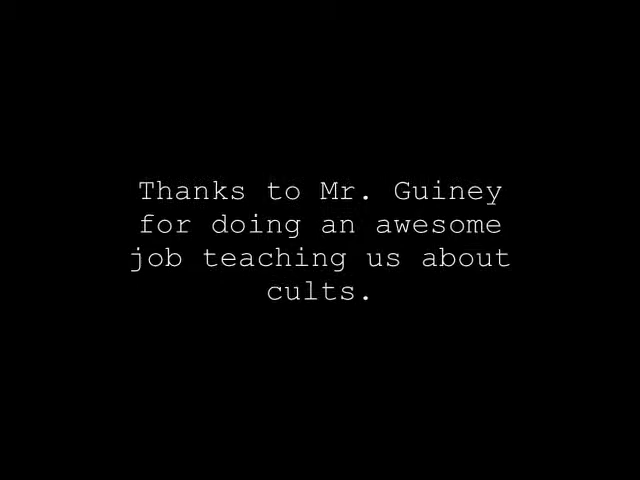 Thanks to Mr. Guiney
for doing an awesome
job teaching us about
cults.